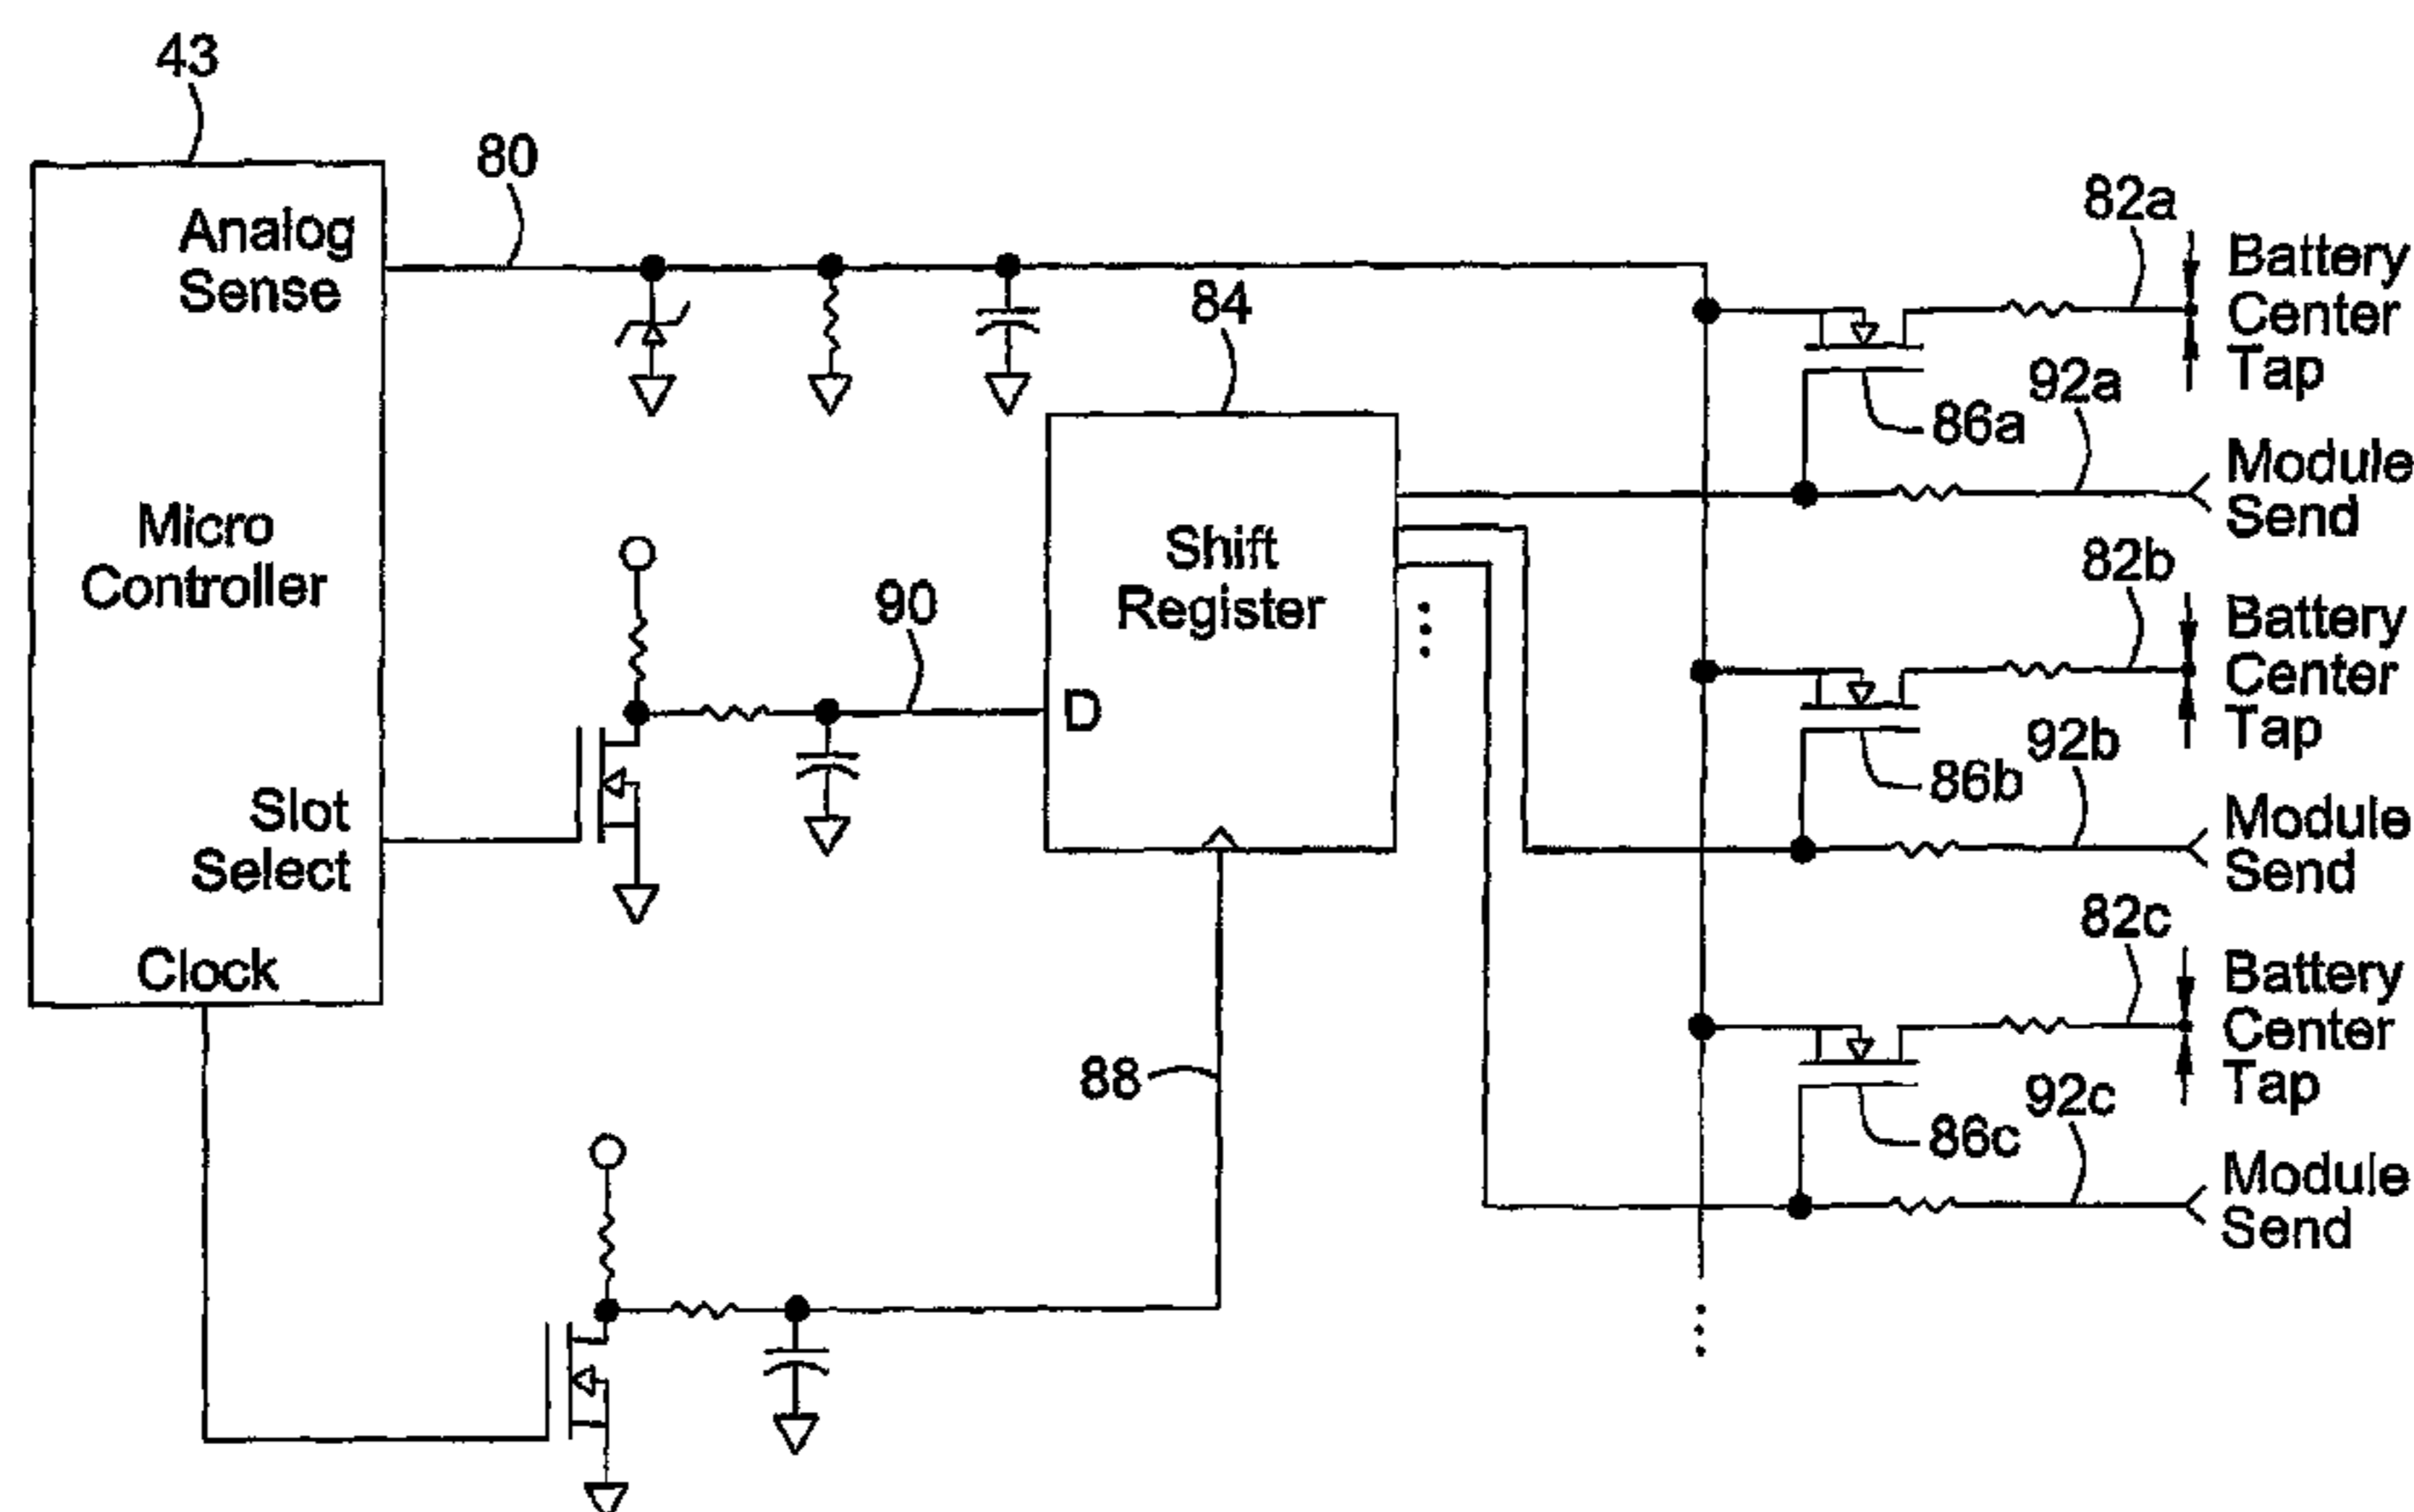 43
80
Analog
Sense
Micro
Controller
Slot
Select
Clock
84
Shift
Register
D
90
88
82a
Battery
Center
Tap
86a
92a
Module
Send
82b
Battery
Center
Tap
86b
92b
Module
Send
82c
Battery
Center
Tap
86c
92c
Module
Send